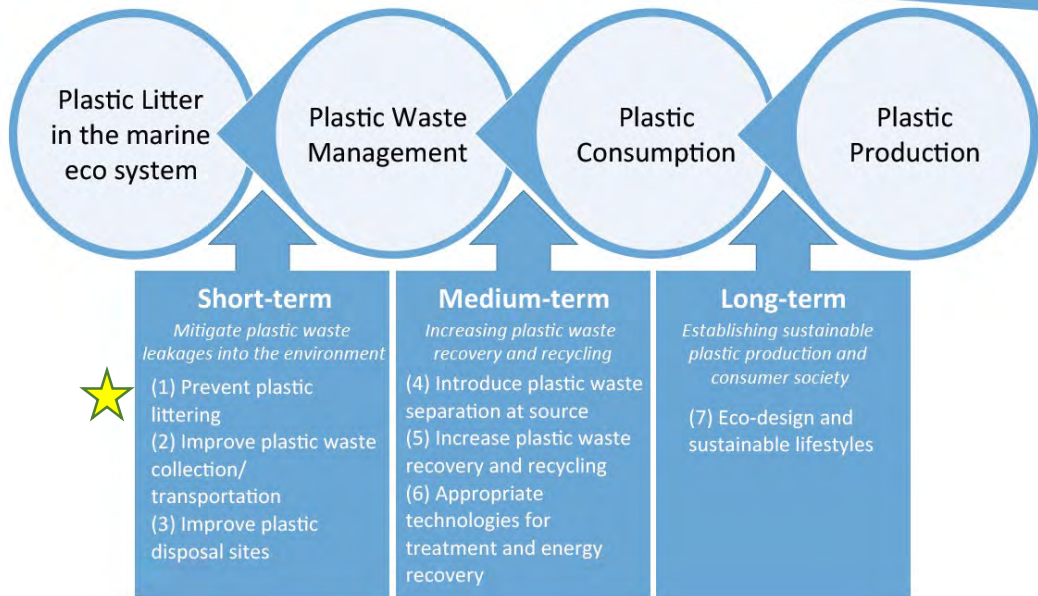 Plastic Litter
in the marine
eco system
Plastic Waste
Management
Plastic
Consumption
Plastic
Production
Short-term
Mitigate plastic waste
leakages into the environment
(1) Prevent plastic
littering
(2) Improve plastic waste
collection/
transportation
(3) Improve plastic
disposal sites
Medium-term
Increasing plastic waste
recovery and recycling
(4) Introduce plastic waste
separation at source
(5) Increase plastic waste
recovery and recycling
(6) Appropriate
technologies for
treatment and energy
recovery
Long-term
Establishing sustainable
plastic production and
consumer society
(7) Eco-design and
sustainable lifestyles